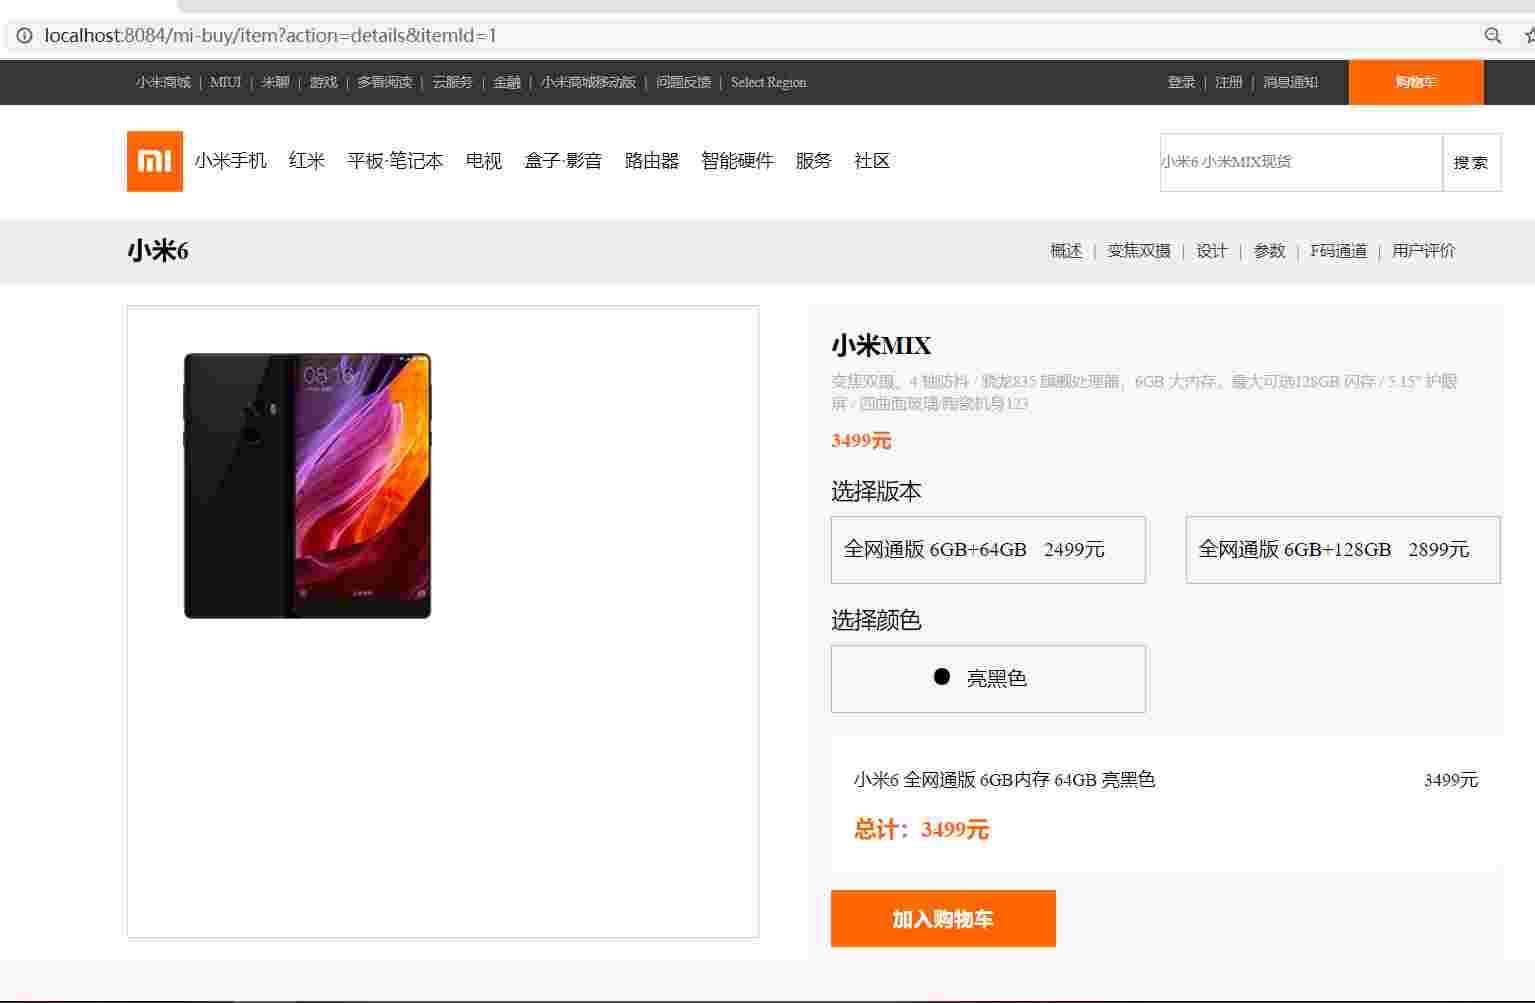 localhost:8084/mi-buy/item?action=details&itemId=1
小米商城 | MIUI | 米聊 | 游戏 | 多看阅读 | 云服务 | 金融 | 小米商城移动版 | 问题反馈 | Select Region 登录 | 注册 | 消息通知 购物车
小米手机 红米 平板·笔记本 电视 盒子·影音 路由器 智能硬件 服务 社区 小米6 小米MIX现货 搜索
小米6 概述 | 变焦双摄 | 设计 | 参数 | F码通道 | 用户评价
08:16
小米MIX
变焦双摄，4 轴防抖 / 骁龙835 旗舰处理器，6GB 大内存，最大可选128GB 闪存 / 5.15" 护眼
屏 / 四曲面玻璃/陶瓷机身123
3499元
选择版本
全网通版 6GB+64GB 2499元 全网通版 6GB+128GB 2899元
选择颜色
亮黑色
小米6 全网通版 6GB内存 64GB 亮黑色 3499元
总计：3499元
加入购物车